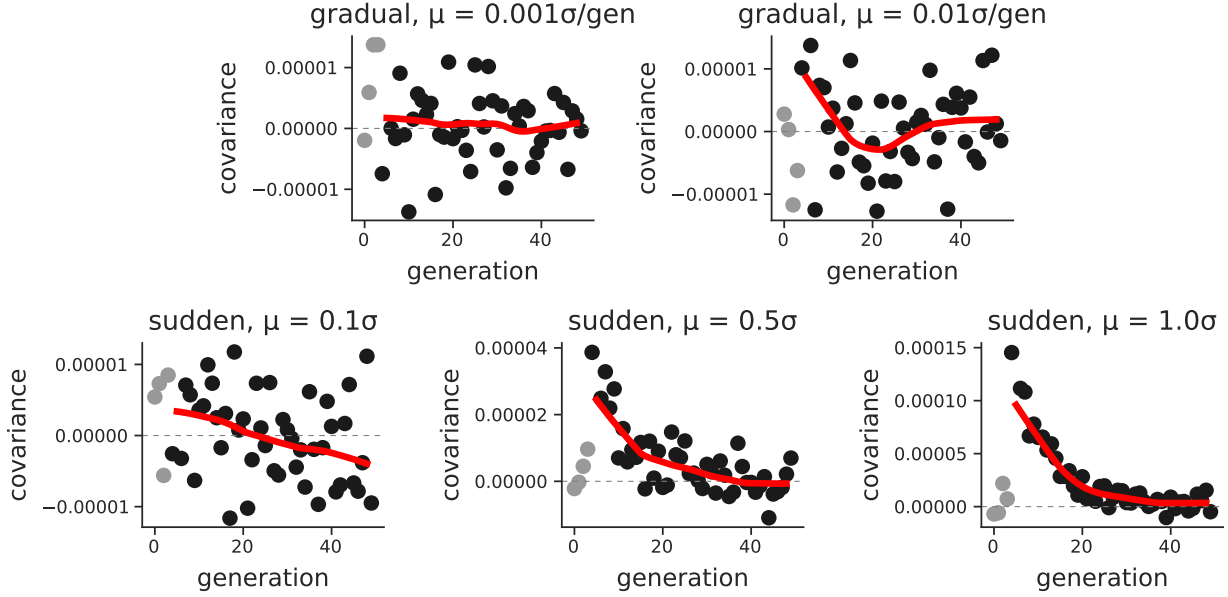 gradual, μ = 0.001σ/gen
gradual, μ = 0.01σ/gen
0.00001
0.00000
−0.00001
covariance
0 20 40
generation
0.00001
0.00000
−0.00001
covariance
0 20 40
generation
sudden, μ = 0.1σ
sudden, μ = 0.5σ
sudden, μ = 1.0σ
0.00001
0.00000
−0.00001
covariance
0 20 40
generation
0.00004
0.00002
0.00000
covariance
0 20 40
generation
0.00015
0.00010
0.00005
0.00000
covariance
0 20 40
generation